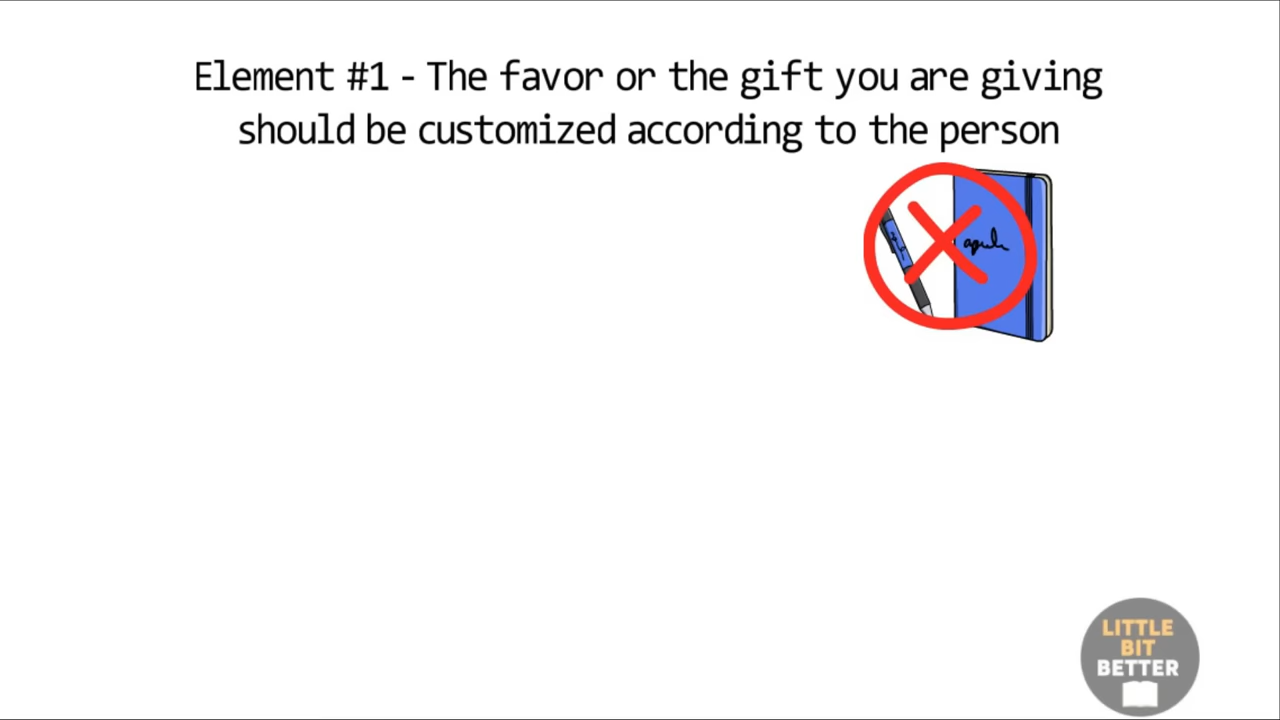 Element #1 - The favor or the gift you are giving
should be customized according to the person
LITTLE
BIT
BETTER